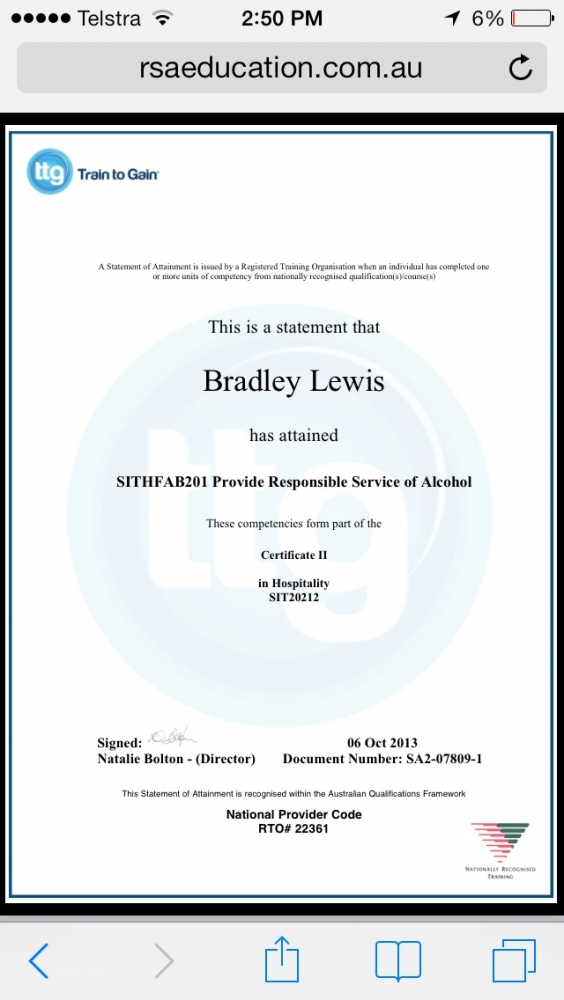 Telstra 2:50 PM 6%
rsaeducation.com.au
ttg Train to Gain
A Statement of Attainment is issued by a Registered Training Organisation when an individual has completed one
or more units of competency from nationally recognised qualification(s)/course(s)
This is a statement that
Bradley Lewis
has attained
SITHFAB201 Provide Responsible Service of Alcohol
These competencies form part of the
Certificate II
in Hospitality
SIT20212
ttg
Signed:
06 Oct 2013
Natalie Bolton - (Director) Document Number: SA2-07809-1
This Statement of Attainment is recognised within the Australian Qualifications Framework
National Provider Code
RTO# 22361
NATIONALLY RECOGNISED
TRAINING